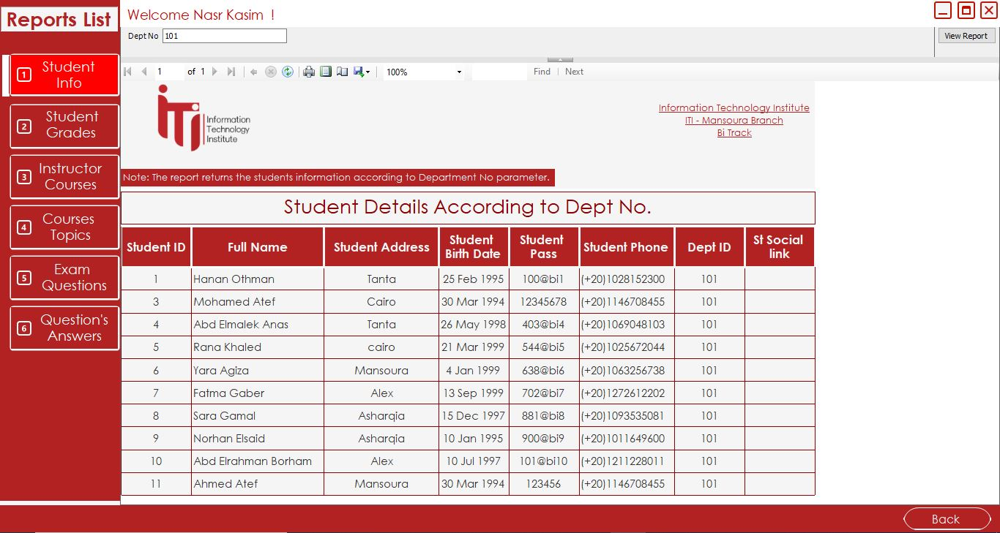 Reports List
Welcome Nasr Kasim !
Dept No 101
View Report
1 Student Info
2 Student Grades
3 Instructor Courses
4 Courses Topics
5 Exam Questions
6 Question's Answers
1 of 1 100% Find | Next
iTi Information Technology Institute
Information Technology Institute
ITI - Mansoura Branch
Bi Track
Note: The report returns the students information according to Department No parameter.
Student Details According to Dept No.
Student ID Full Name Student Address Student Birth Date Student Pass Student Phone Dept ID St Social link
1 Hanan Othman Tanta 25 Feb 1995 100@bi1 (+20)1028152300 101
3 Mohamed Atef Cairo 30 Mar 1994 12345678 (+20)1146708455 101
4 Abd Elmalek Anas Tanta 26 May 1998 403@bi4 (+20)1069048103 101
5 Rana Khaled cairo 21 Mar 1999 544@bi5 (+20)1025672044 101
6 Yara Agiza Mansoura 4 Jan 1999 638@bi6 (+20)1063256738 101
7 Fatma Gaber Alex 13 Sep 1999 702@bi7 (+20)1272612202 101
8 Sara Gamal Asharqia 15 Dec 1997 881@bi8 (+20)1093535081 101
9 Norhan Elsaid Asharqia 10 Jan 1995 900@bi9 (+20)1011649600 101
10 Abd Elrahman Borham Alex 10 Jul 1997 101@bi10 (+20)1211228011 101
11 Ahmed Atef Mansoura 30 Mar 1994 123456 (+20)1146708455 101
Back